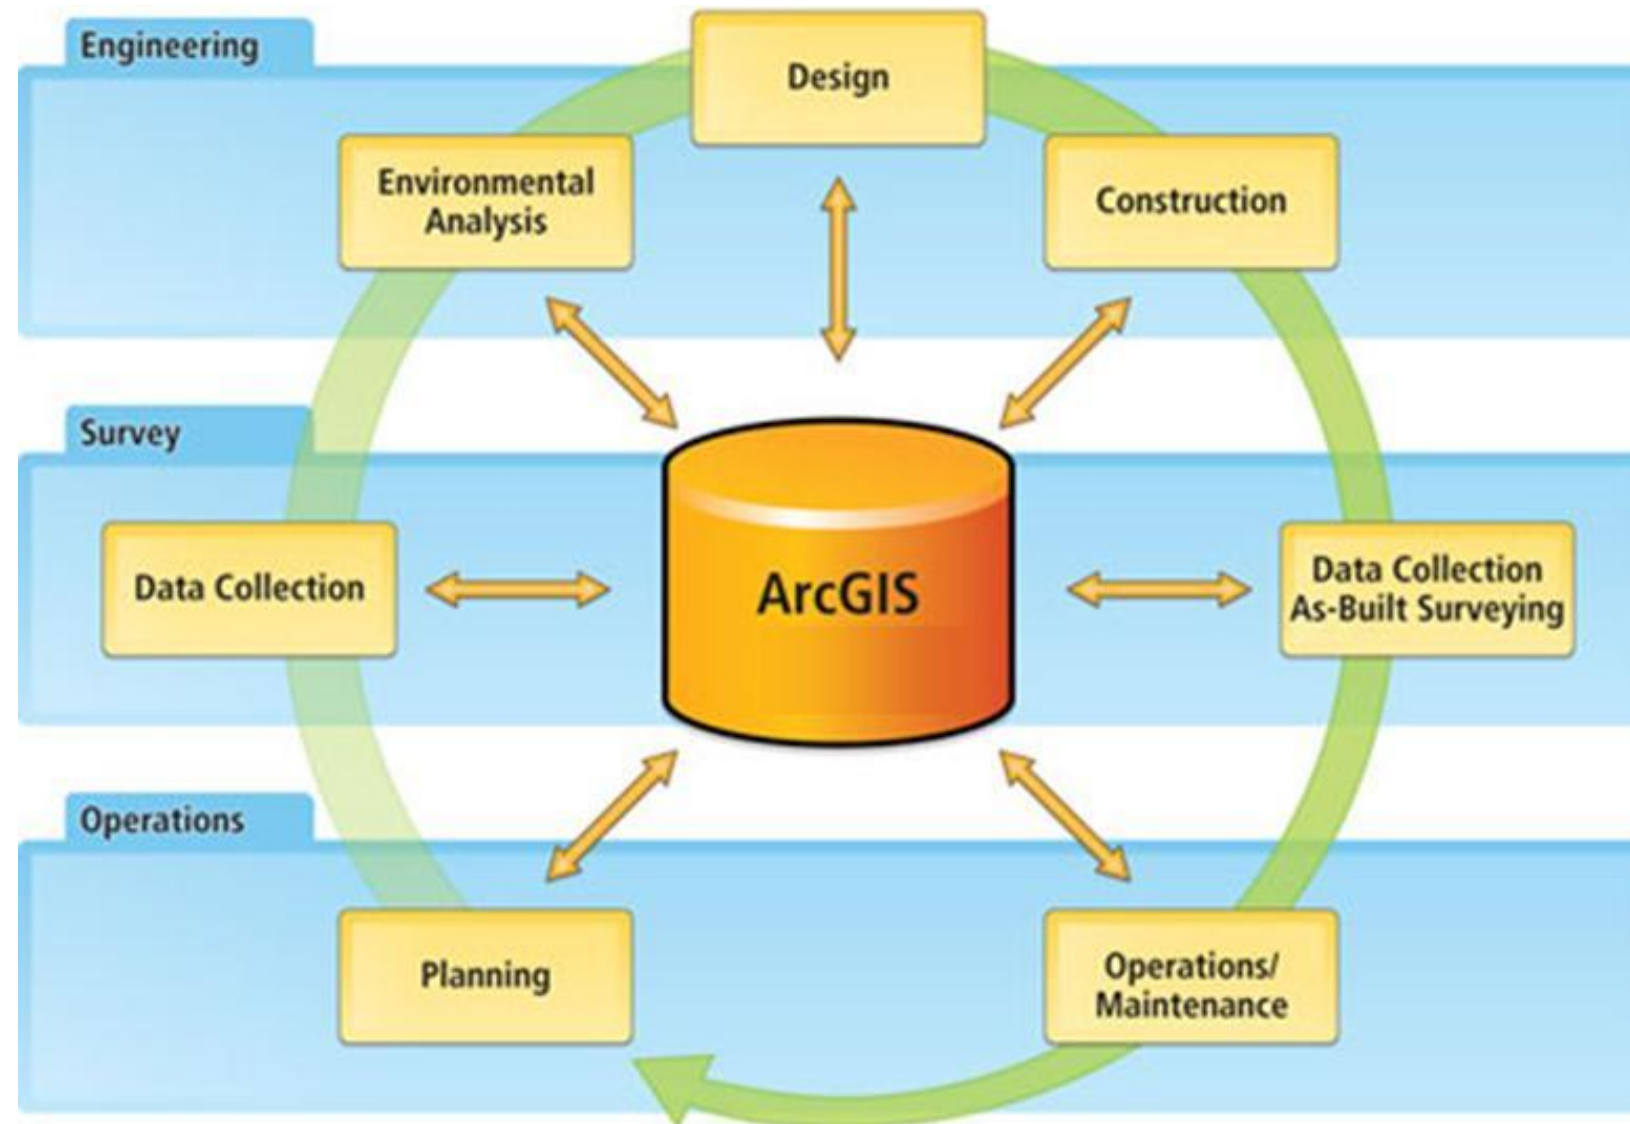 Engineering
Design
Environmental
Analysis
Construction
Survey
Data Collection
ArcGIS
Data Collection
As-Built Surveying
Operations
Planning
Operations/
Maintenance